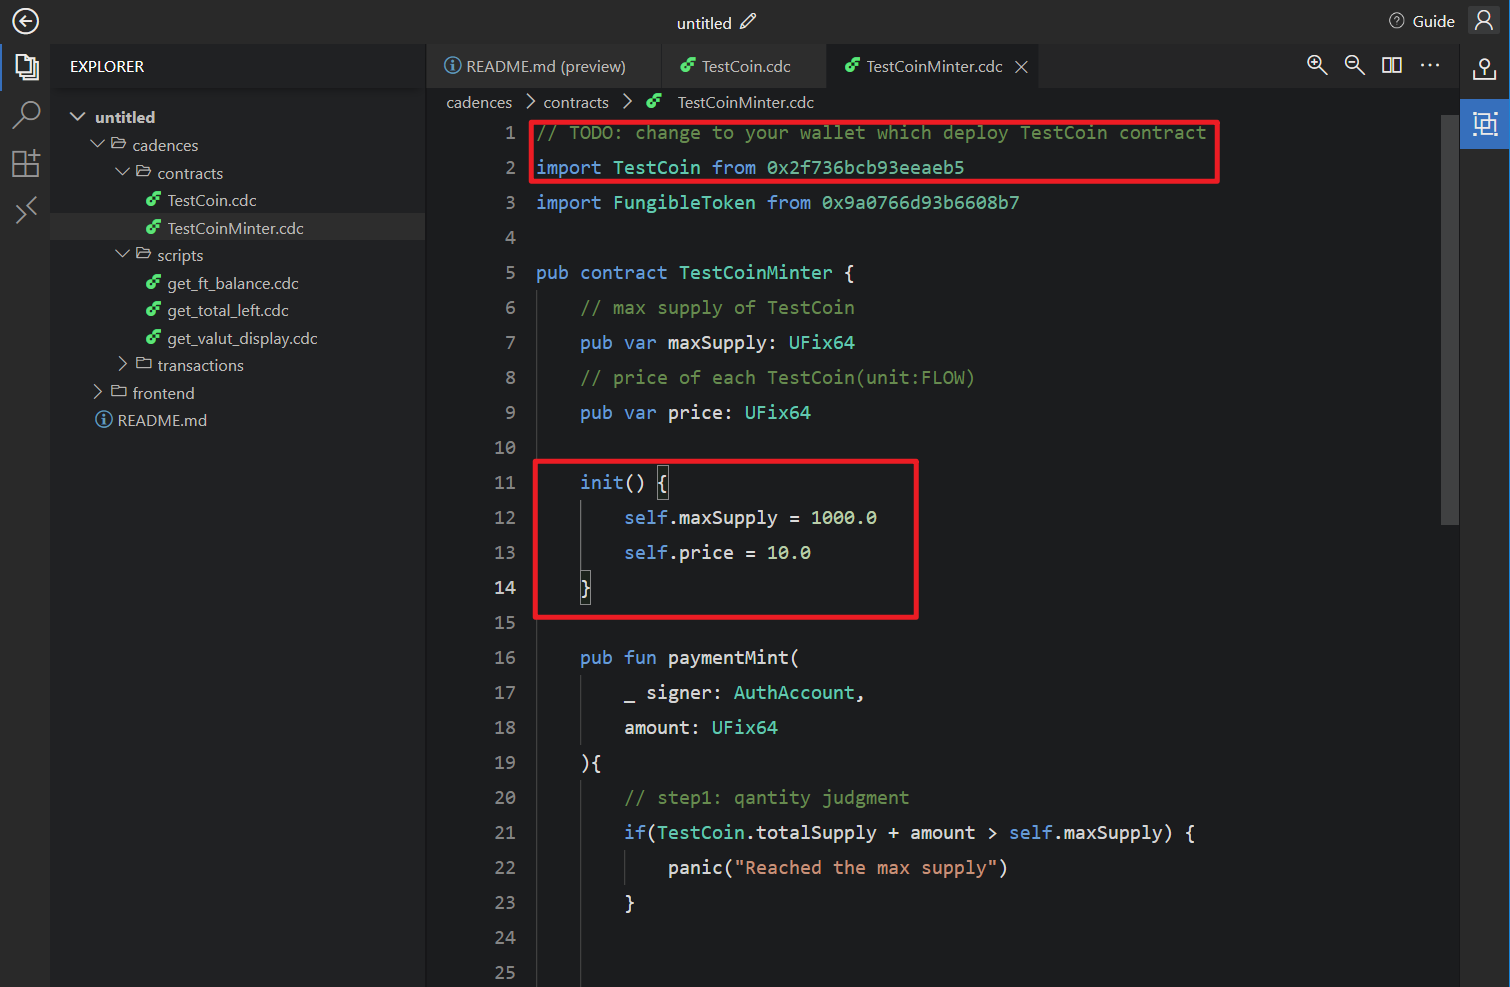 untitled
Guide
EXPLORER
README.md (preview)
TestCoin.cdc
TestCoinMinter.cdc
cadences > contracts > TestCoinMinter.cdc
untitled
cadences
contracts
TestCoin.cdc
TestCoinMinter.cdc
scripts
get_ft_balance.cdc
get_total_left.cdc
get_valut_display.cdc
transactions
frontend
README.md
1 // TODO: change to your wallet which deploy TestCoin contract
2 import TestCoin from 0x2f736bcb93eeaeb5
3 import FungibleToken from 0x9a0766d93b6608b7
4
5 pub contract TestCoinMinter {
6 // max supply of TestCoin
7 pub var maxSupply: UFix64
8 // price of each TestCoin(unit:FLOW)
9 pub var price: UFix64
10
11 init() {
12 self.maxSupply = 1000.0
13 self.price = 10.0
14 }
15
16 pub fun paymentMint(
17 _ signer: AuthAccount,
18 amount: UFix64
19 ){
20 // step1: qantity judgment
21 if(TestCoin.totalSupply + amount > self.maxSupply) {
22 panic("Reached the max supply")
23 }
24
25